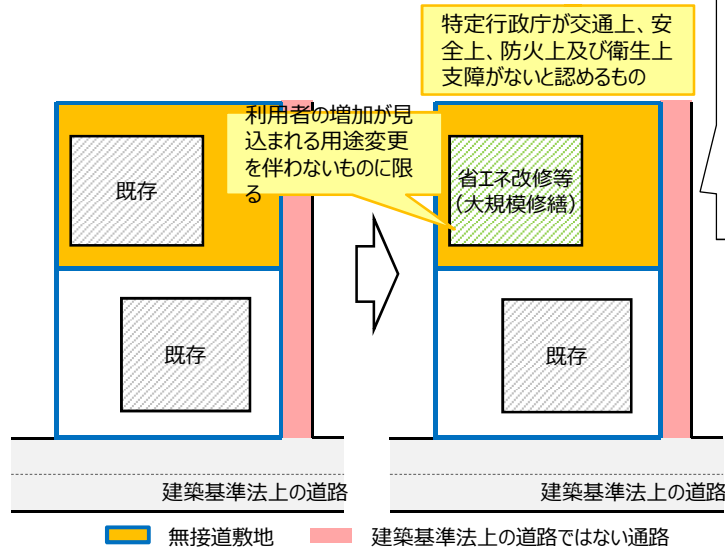 特定行政庁が交通上、安
全上、防火上及び衛生上
支障がないと認めるもの
利用者の増加が見
込まれる用途変更
を伴わないものに限
る
既存
省エネ改修等
(大規模修繕)
既存
既存
建築基準法上の道路
建築基準法上の道路
無接道敷地
建築基準法上の道路ではない通路